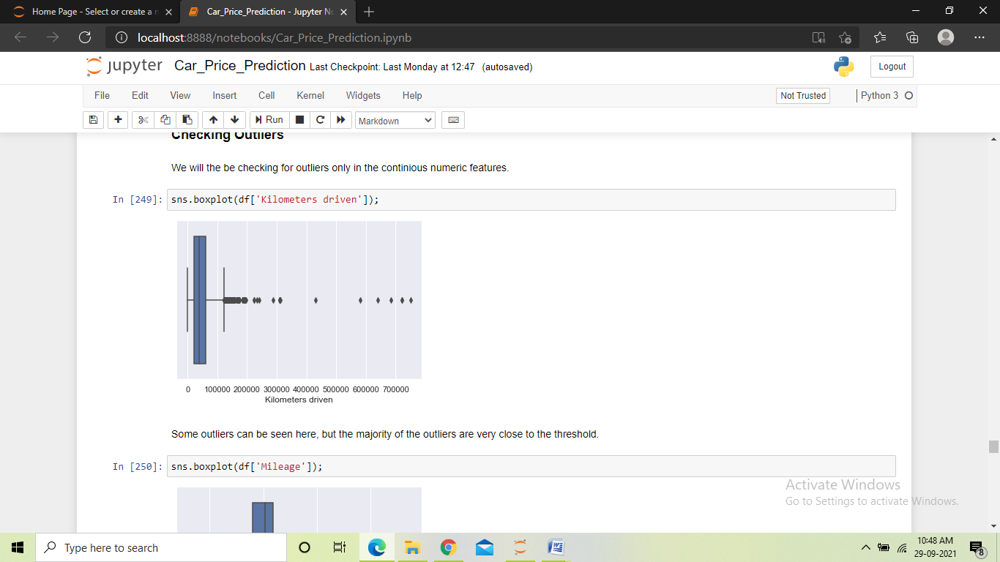 Home Page - Select or create a n
Car_Price_Prediction - Jupyter No
localhost:8888/notebooks/Car_Price_Prediction.ipynb
jupyter Car_Price_Prediction Last Checkpoint: Last Monday at 12:47 (autosaved)
Logout
File Edit View Insert Cell Kernel Widgets Help
Not Trusted Python 3
Run Markdown
Checking Outliers
We will the be checking for outliers only in the continious numeric features.
In [249]: sns.boxplot(df['Kilometers driven']);
0 100000 200000 300000 400000 500000 600000 700000
Kilometers driven
Some outliers can be seen here, but the majority of the outliers are very close to the threshold.
In [250]: sns.boxplot(df['Mileage']);
Activate Windows
Go to Settings to activate Windows.
Type here to search
W
10:48 AM
29-09-2021
8